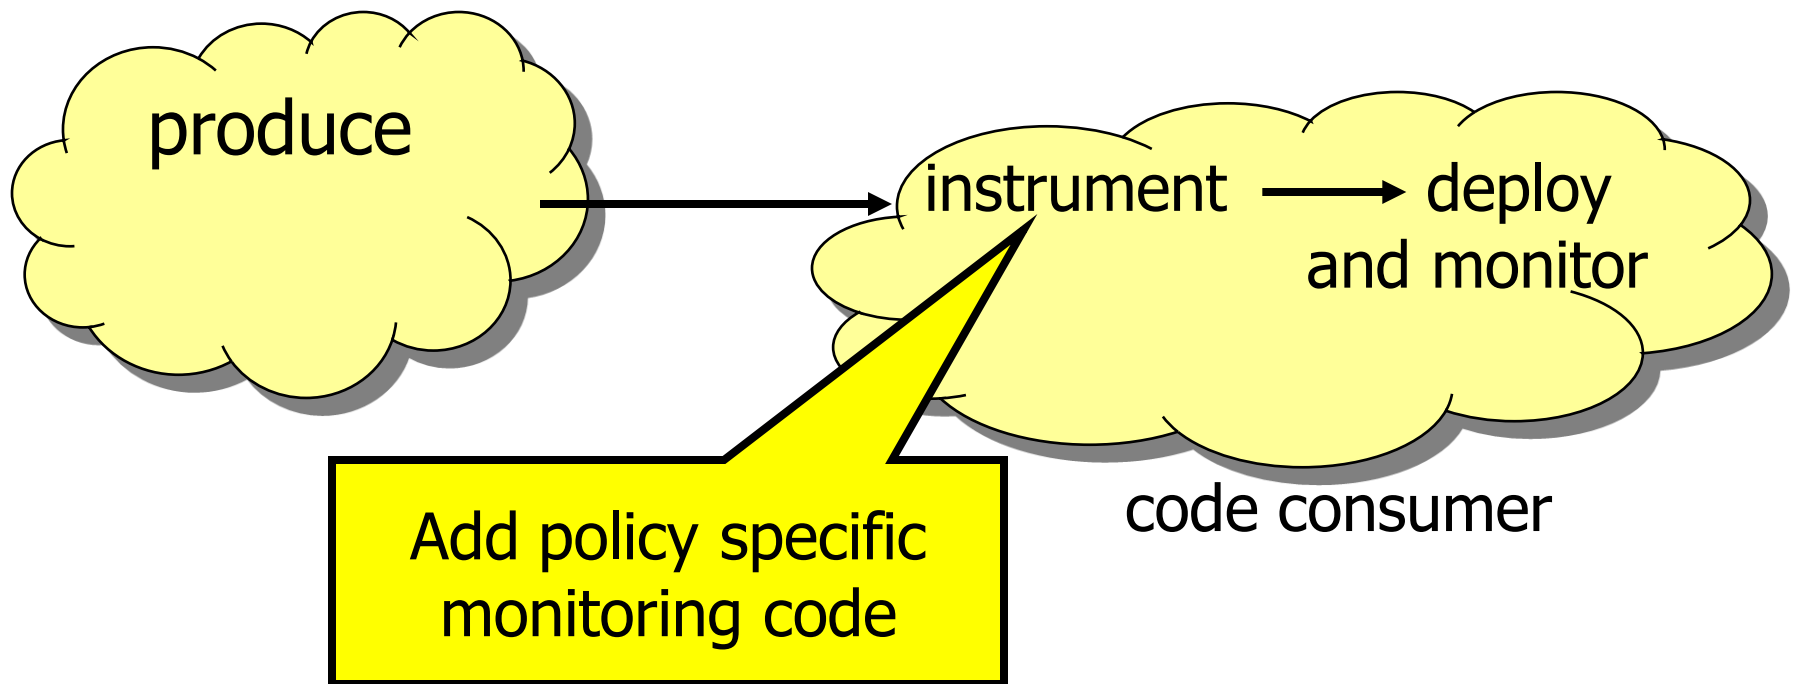 produce
instrument
deploy
and monitor
Add policy specific
monitoring code
code consumer